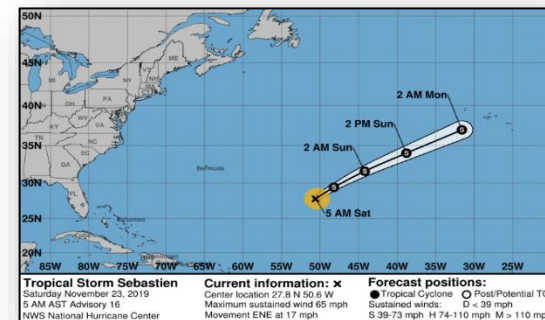 50N
45N
40N
35N
30N
25N
20N
ME
VT
NH
NY
MA
PA
OH
WV
VA
KY
TN
NC
SC
GA
FL
Bermuda
Bahamas
Cuba
2 AM Mon
2 PM Sun
2 AM Sun
5 AM Sat
S
S
S
S
85W 80W 75W 70W 65W 60W 55W 50W 45W 40W 35W 30W 25W
Tropical Storm Sebastien
Saturday November 23, 2019
5 AM AST Advisory 16
NWS National Hurricane Center
Current information: ×
Center location 27.8 N 50.6 W
Maximum sustained wind 65 mph
Movement ENE at 17 mph
Forecast positions:
● Tropical Cyclone ○ Post/Potential TC
Sustained winds: D < 39 mph
S 39-73 mph H 74-110 mph M > 110 mph